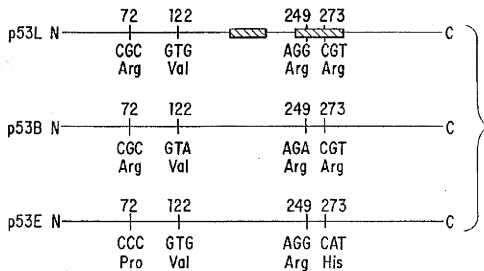 72 122 249 273
p53L N C
CGC GTG AGG CGT
Arg Val Arg Arg
72 122 249 273
p53B N C
CGC GTA AGA CGT
Arg Val Arg Arg
72 122 249 273
p53E N C
CCC GTG AGG CAT
Pro Val Arg His